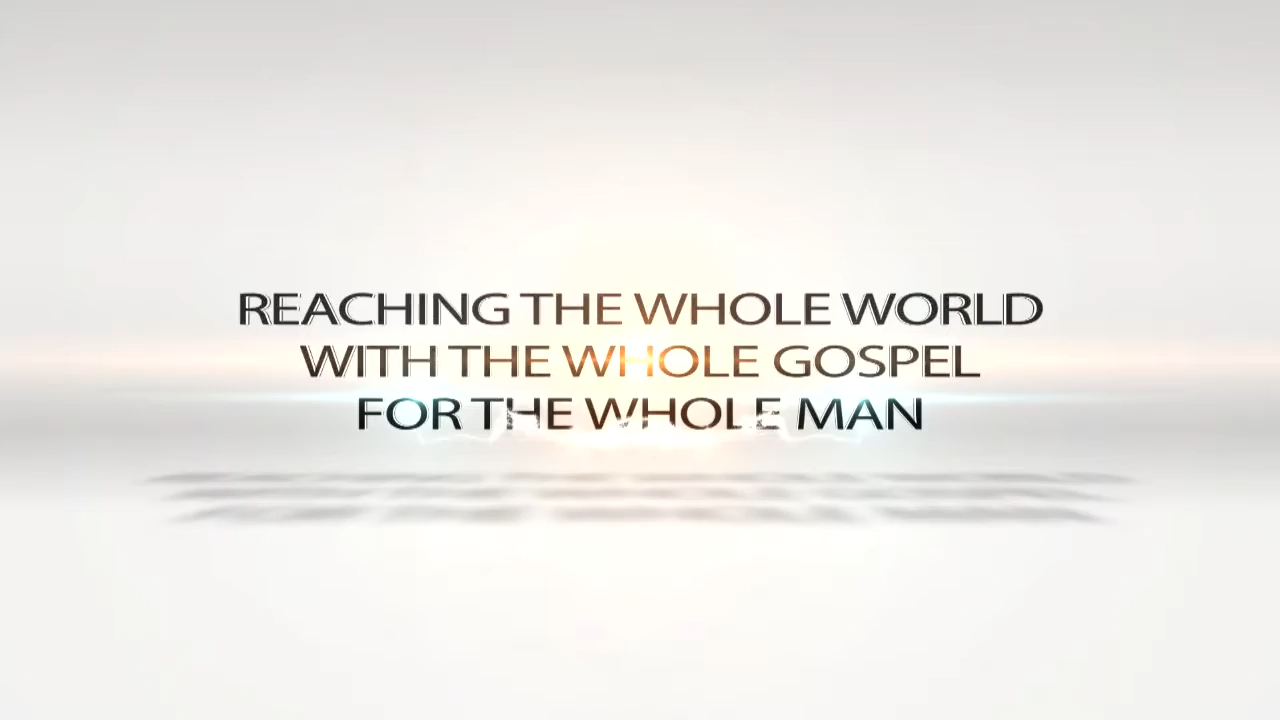 REACHING THE WHOLE WORLD
WITH THE WHOLE GOSPEL
FOR THE WHOLE MAN